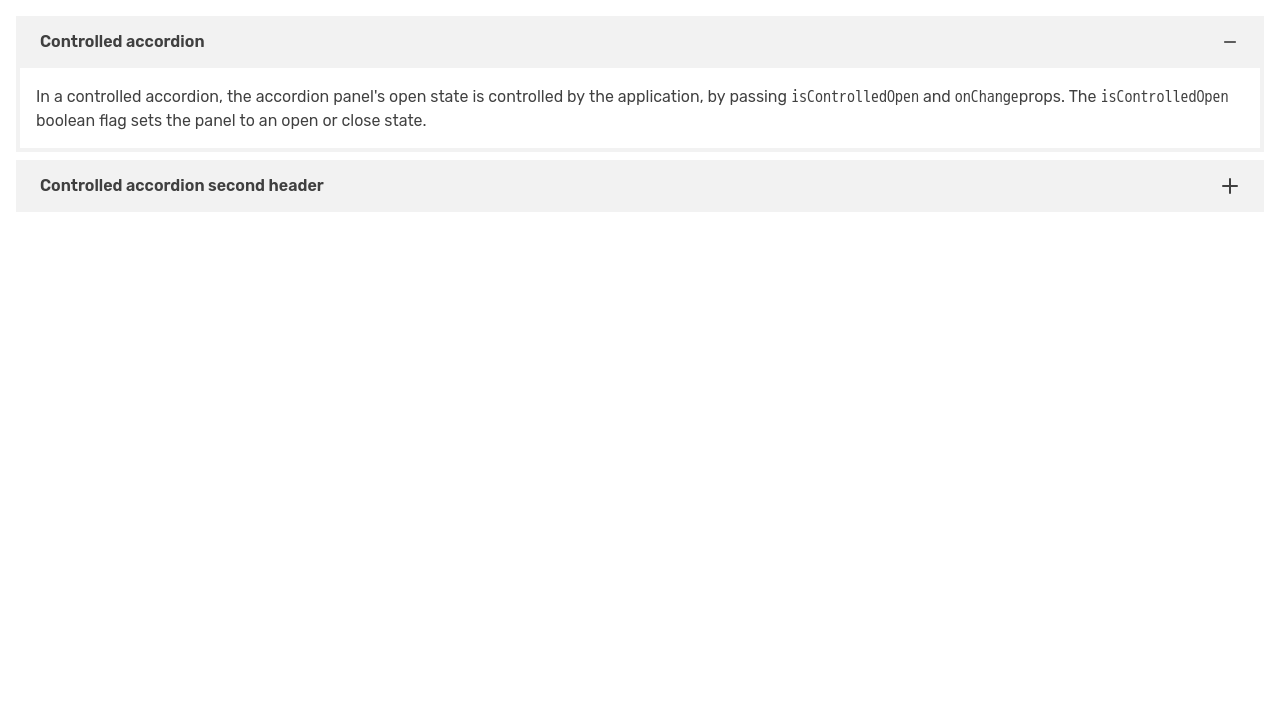 Controlled accordion
In a controlled accordion, the accordion panel's open state is controlled by the application, by passing isControlledOpen and onChangeprops. The isControlledOpen
boolean flag sets the panel to an open or close state.
Controlled accordion second header